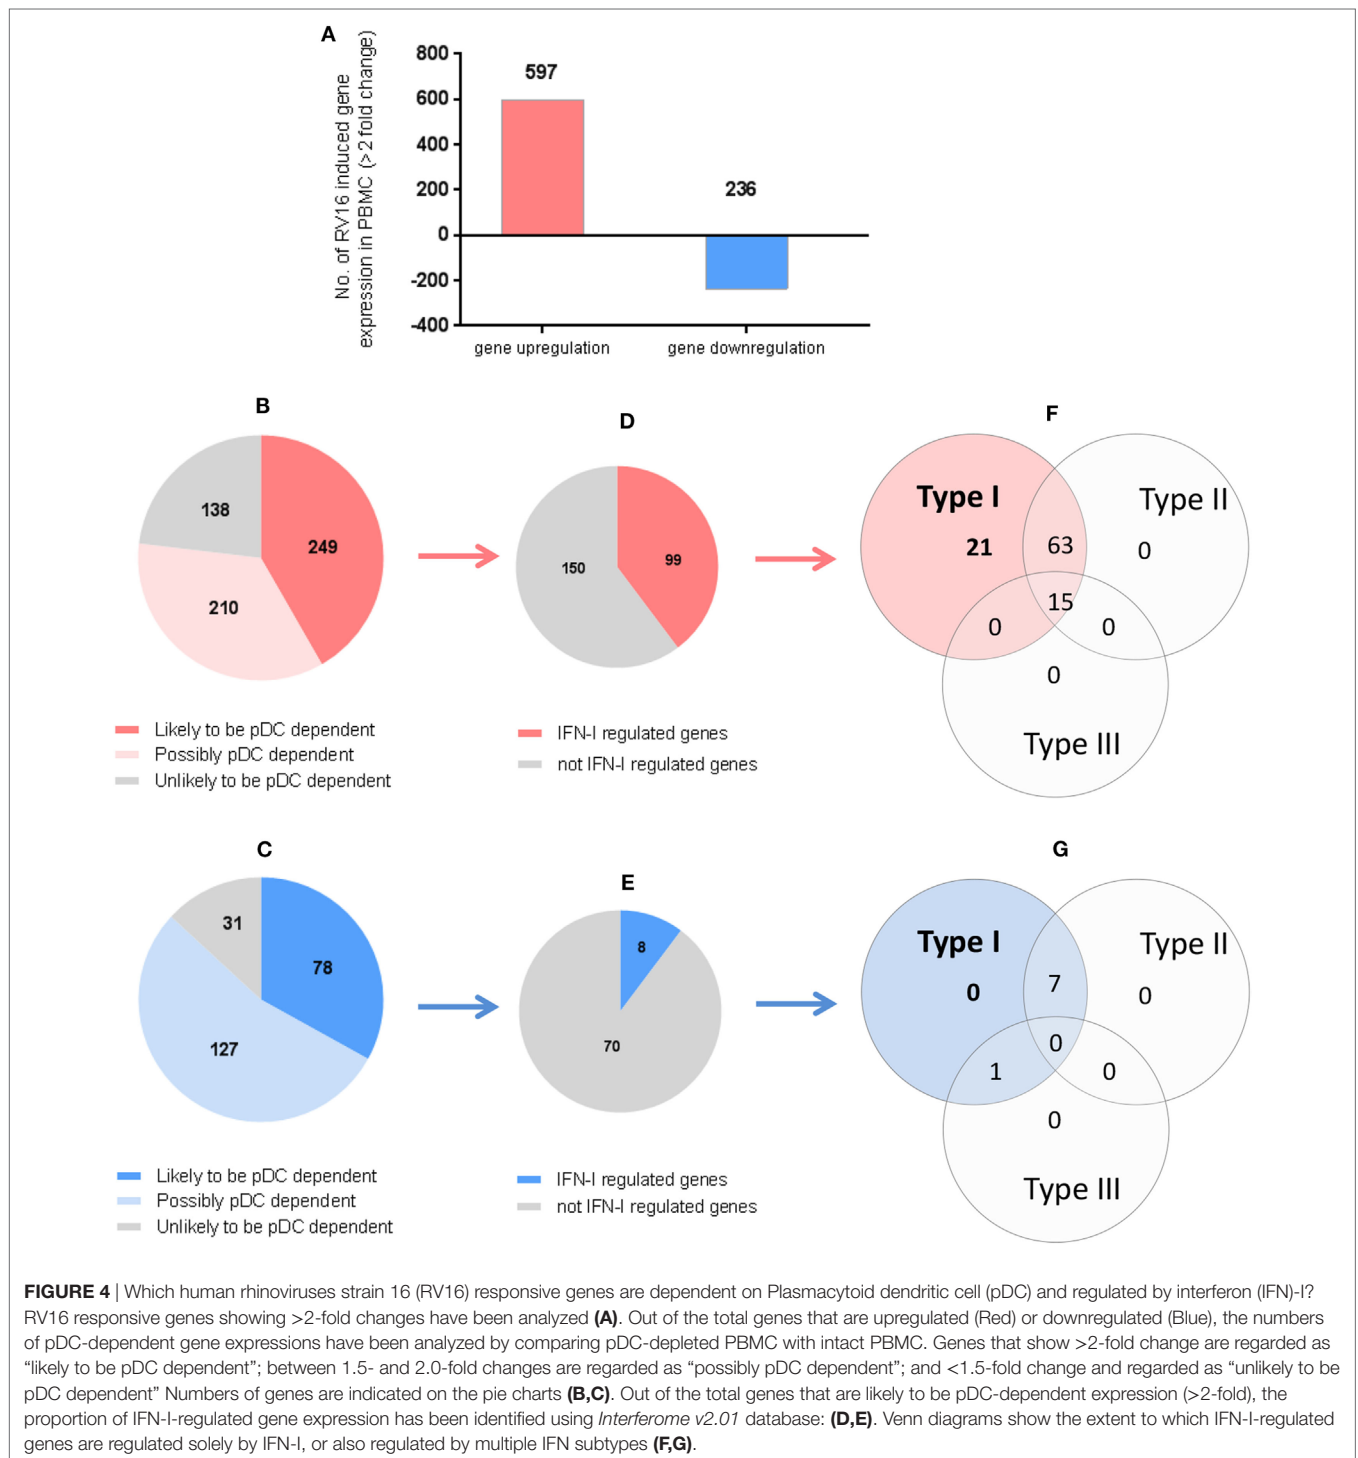 A
No. of RV16 induced gene
expression in PBMC (>2 fold change)
800
600
400
200
0
-200
-400
597
236
gene upregulation
gene downregulation
B
138
249
210
Likely to be pDC dependent
Possibly pDC dependent
Unlikely to be pDC dependent
D
150
99
IFN-I regulated genes
not IFN-I regulated genes
F
Type I
Type II
21
63
0
15
0
0
0
Type III
C
31
78
127
Likely to be pDC dependent
Possibly pDC dependent
Unlikely to be pDC dependent
E
8
70
IFN-I regulated genes
not IFN-I regulated genes
G
Type I
Type II
0
7
0
0
1
0
0
Type III
FIGURE 4 | Which human rhinoviruses strain 16 (RV16) responsive genes are dependent on Plasmacytoid dendritic cell (pDC) and regulated by interferon (IFN)-I?
RV16 responsive genes showing >2-fold changes have been analyzed (A). Out of the total genes that are upregulated (Red) or downregulated (Blue), the numbers
of pDC-dependent gene expressions have been analyzed by comparing pDC-depleted PBMC with intact PBMC. Genes that show >2-fold change are regarded as
“likely to be pDC dependent”; between 1.5- and 2.0-fold changes are regarded as “possibly pDC dependent”; and <1.5-fold change and regarded as “unlikely to be
pDC dependent” Numbers of genes are indicated on the pie charts (B,C). Out of the total genes that are likely to be pDC-dependent expression (>2-fold), the
proportion of IFN-I-regulated gene expression has been identified using Interferome v2.01 database: (D,E). Venn diagrams show the extent to which IFN-I-regulated
genes are regulated solely by IFN-I, or also regulated by multiple IFN subtypes (F,G).